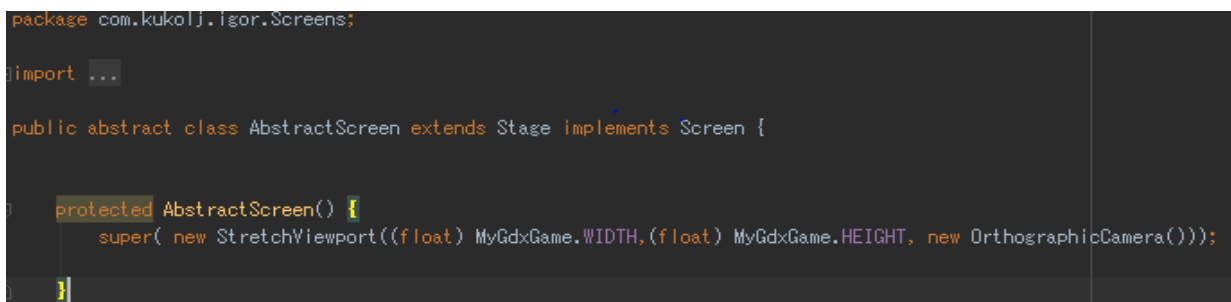 package com.kukolj.igor.Screens;
import ...
public abstract class AbstractScreen extends Stage implements Screen {
protected AbstractScreen() {
super( new StretchViewport((float) MyGdxGame.WIDTH,(float) MyGdxGame.HEIGHT, new OrthographicCamera()));
}